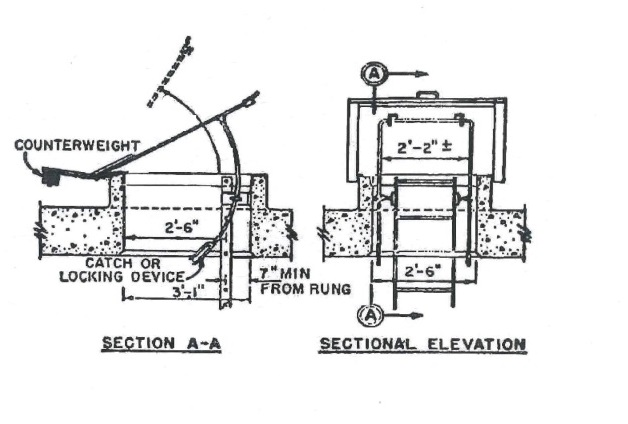 A
COUNTERWEIGHT
2'-2" ±
2'-6"
CATCH OR
LOCKING DEVICE
7" MIN
FROM RUNG
3'-1"
2'-6"
A
SECTION A-A
SECTIONAL ELEVATION